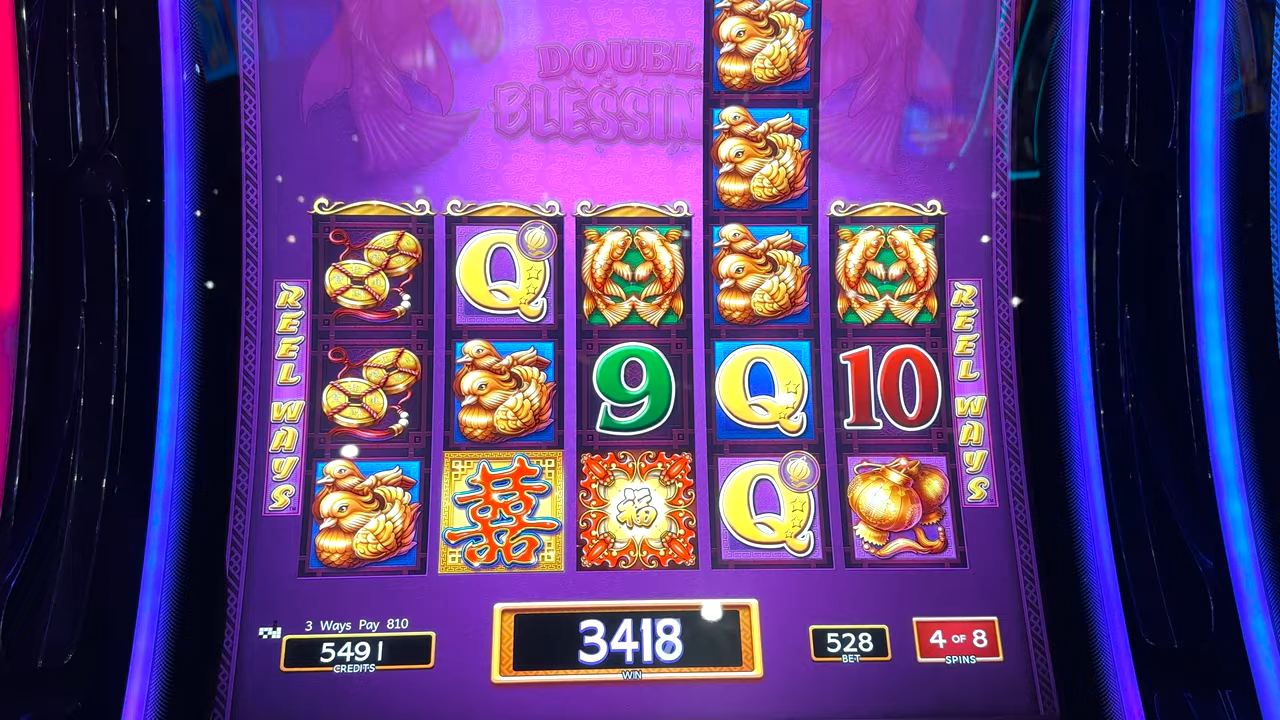 DOUBL
BLESSIN
REEL WAYS
REEL WAYS
Q
9
Q
10
囍
福
Q
3 Ways Pay 810
5491
CREDITS
3418
WIN
528
BET
4 OF 8
SPINS